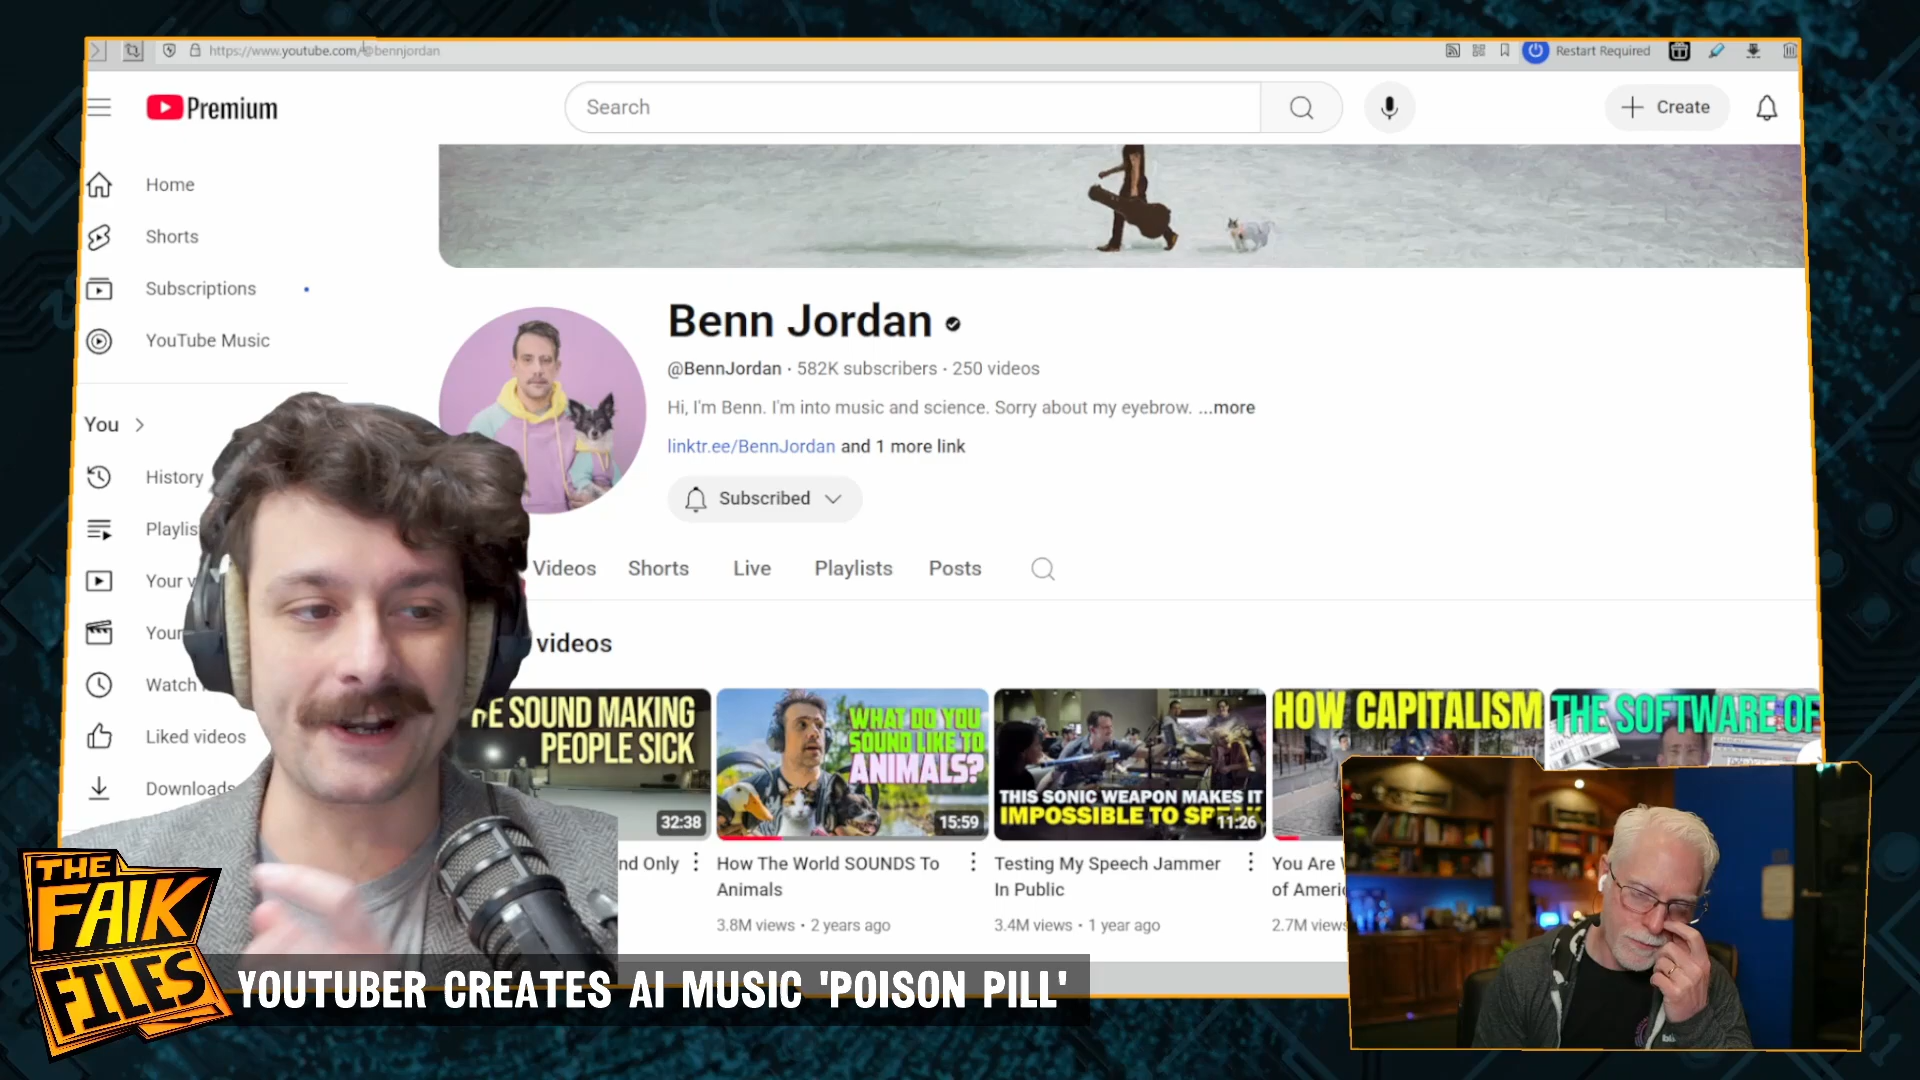 https://www.youtube.com/@bennjordan
Restart Required
Premium
Search
Create
Home
Shorts
Subscriptions
YouTube Music
You
History
Playlis
Your v
Your
Watch
Liked videos
Downloads
Benn Jordan
@BennJordan · 582K subscribers · 250 videos
Hi, I'm Benn. I'm into music and science. Sorry about my eyebrow. ...more
linktr.ee/BennJordan and 1 more link
Subscribed
Videos Shorts Live Playlists Posts
videos
E SOUND MAKING
PEOPLE SICK
32:38
nd Only
WHAT DO YOU
SOUND LIKE TO
ANIMALS?
15:59
How The World SOUNDS To
Animals
3.8M views · 2 years ago
THIS SONIC WEAPON MAKES IT
IMPOSSIBLE TO SPEAK
11:26
Testing My Speech Jammer
In Public
3.4M views · 1 year ago
HOW CAPITALISM
You Are
of Ameri
2.7M views
THE SOFTWARE OF
THE
FAIK
FILES
YOUTUBER CREATES AI MUSIC 'POISON PILL'